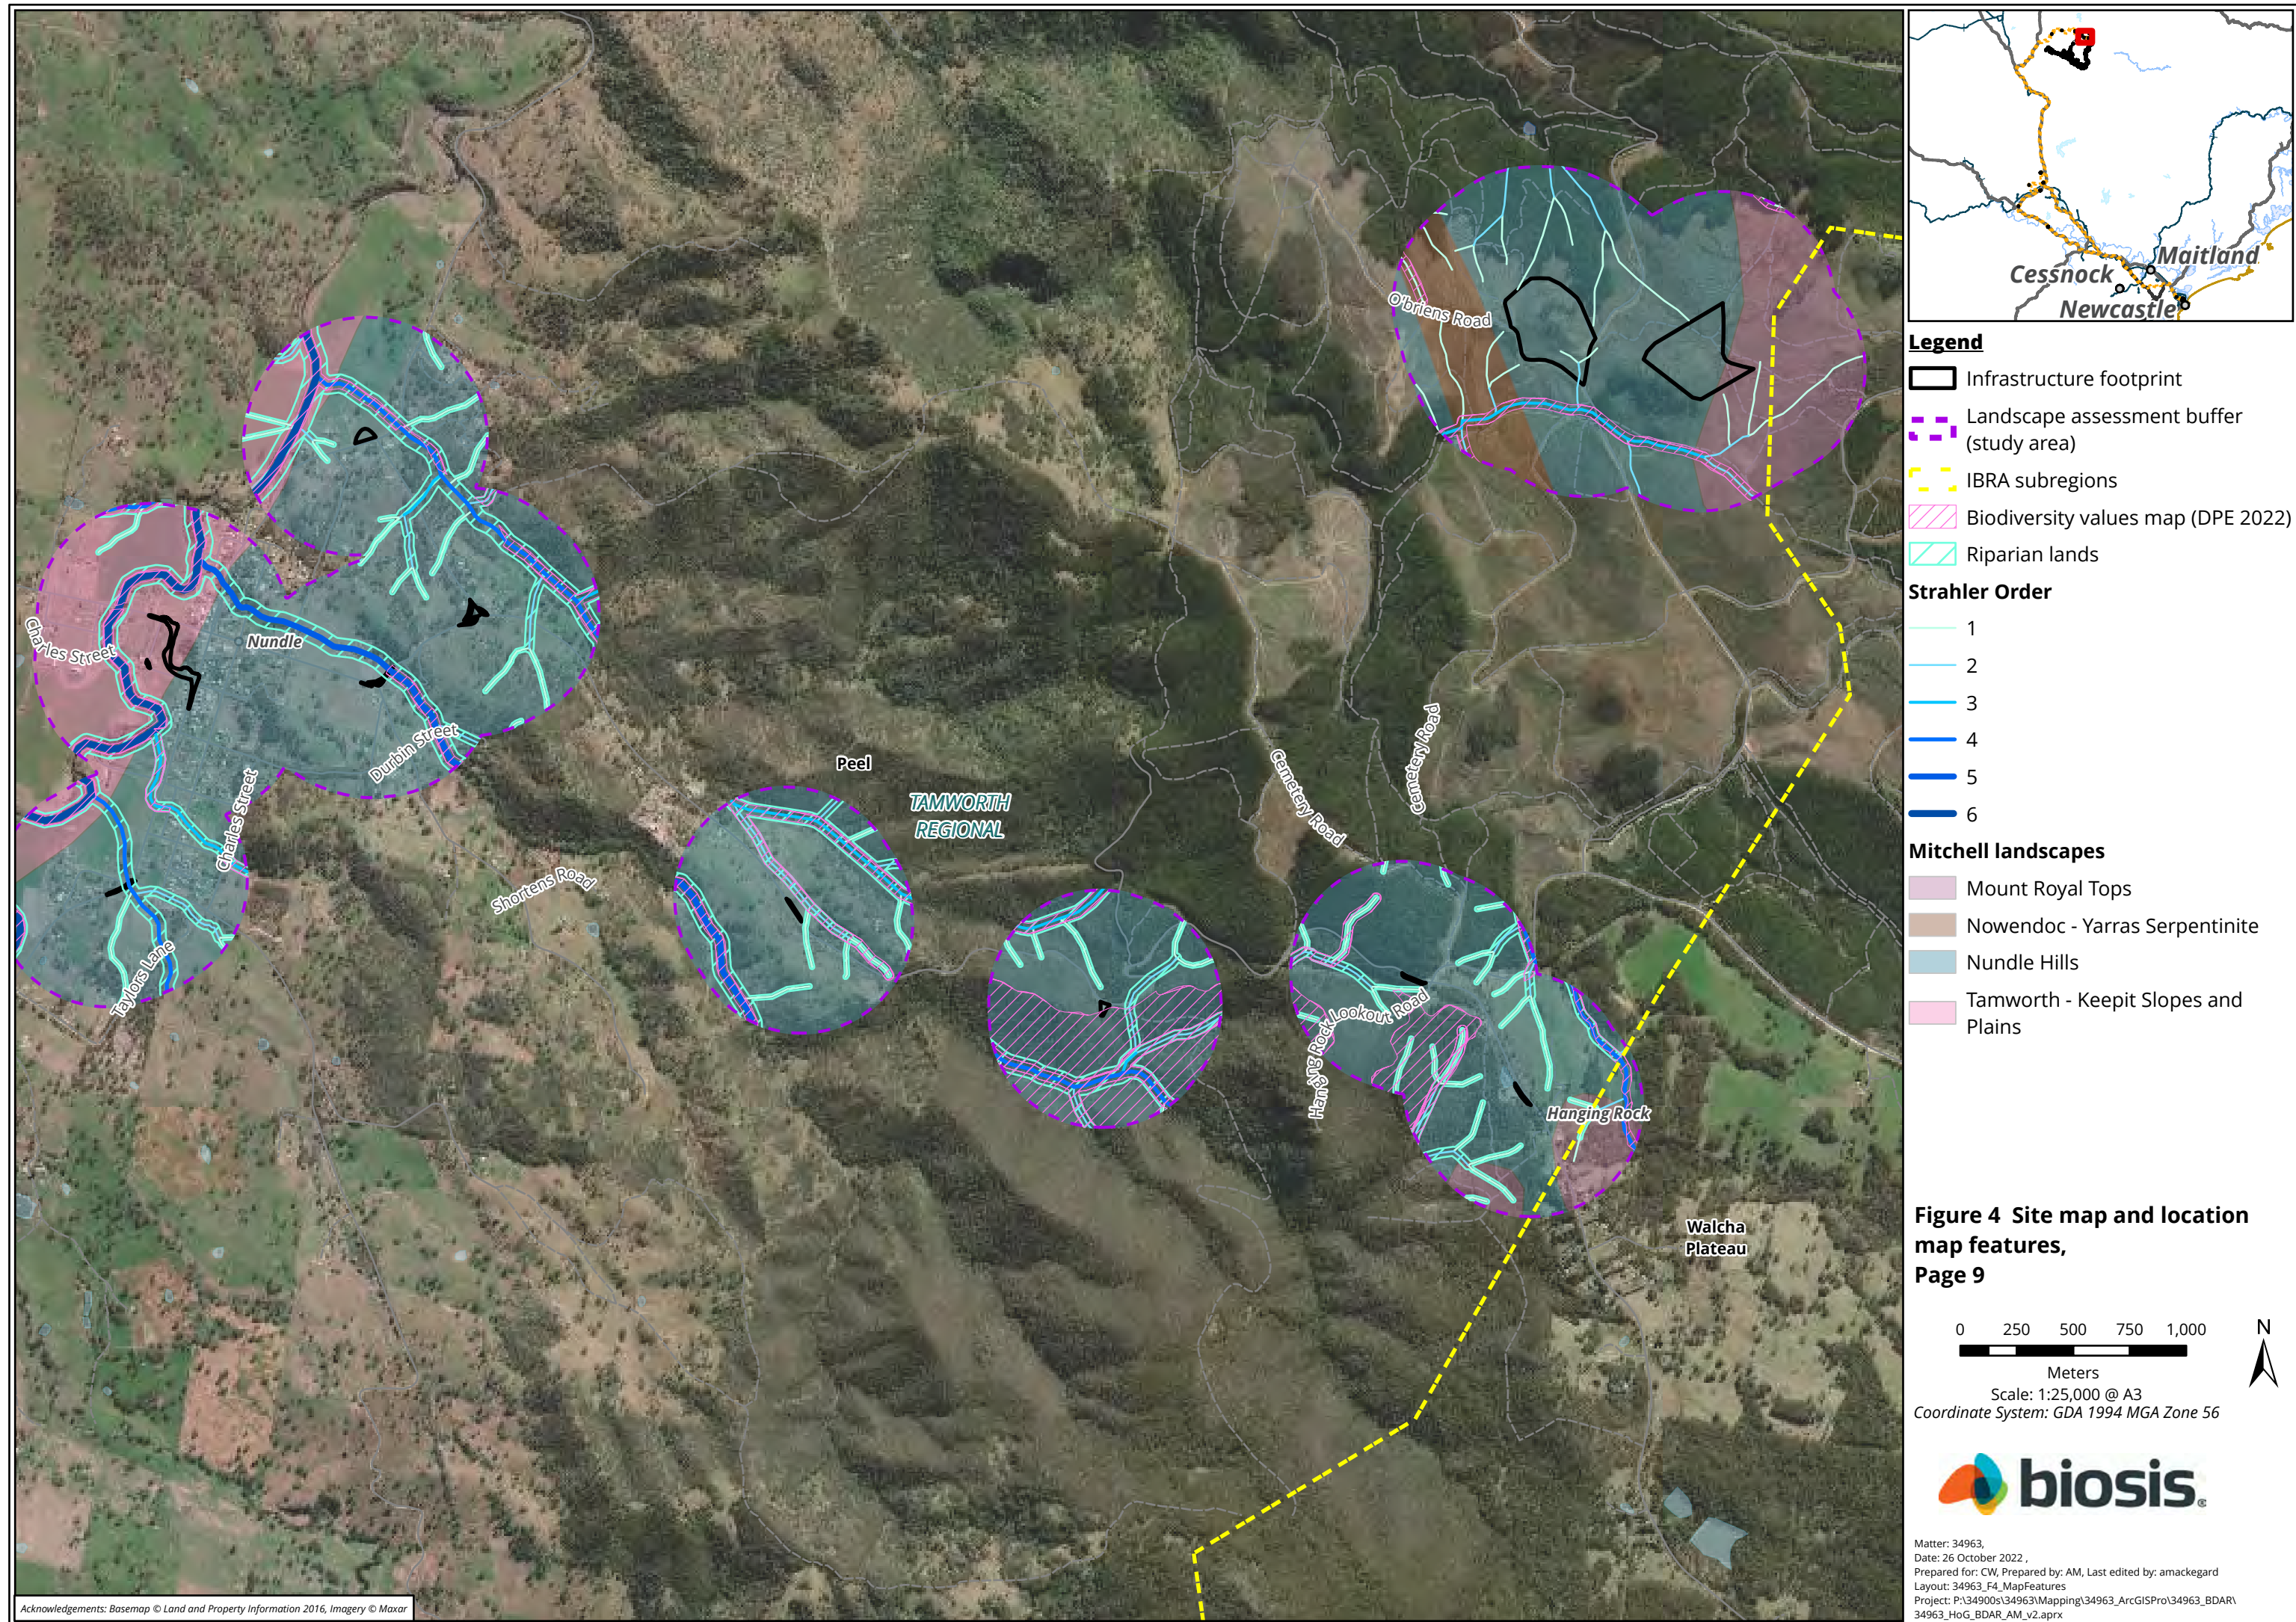 O'briens Road
Charles Street
Nundle
Durbin Street
Charles Street
Taylors Lane
Shortens Road
Peel
TAMWORTH
REGIONAL
Cemetery Road
Cemetery Road
Hanging Rock Lookout Road
Hanging Rock
Walcha
Plateau
Acknowledgements: Basemap © Land and Property Information 2016, Imagery © Maxar
Maitland
Cessnock
Newcastle
Legend
Infrastructure footprint
Landscape assessment buffer
(study area)
IBRA subregions
Biodiversity values map (DPE 2022)
Riparian lands
Strahler Order
1
2
3
4
5
6
Mitchell landscapes
Mount Royal Tops
Nowendoc - Yarras Serpentinite
Nundle Hills
Tamworth - Keepit Slopes and
Plains
Figure 4 Site map and location
map features,
Page 9
0 250 500 750 1,000
N
Meters
Scale: 1:25,000 @ A3
Coordinate System: GDA 1994 MGA Zone 56
biosis®
Matter: 34963,
Date: 26 October 2022 ,
Prepared for: CW, Prepared by: AM, Last edited by: amackegard
Layout: 34963_F4_MapFeatures
Project: P:\34900s\34963\Mapping\34963_ArcGISPro\34963_BDAR\
34963_HoG_BDAR_AM_v2.aprx